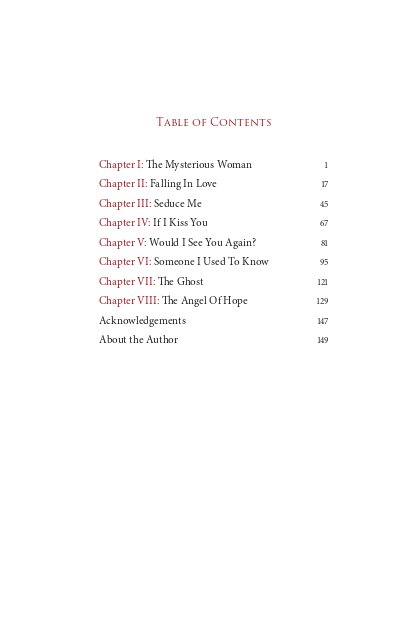 Table of Contents
Chapter I: The Mysterious Woman 1
Chapter II: Falling In Love 17
Chapter III: Seduce Me 45
Chapter IV: If I Kiss You 67
Chapter V: Would I See You Again? 81
Chapter VI: Someone I Used To Know 95
Chapter VII: The Ghost 121
Chapter VIII: The Angel Of Hope 129
Acknowledgements 147
About the Author 149